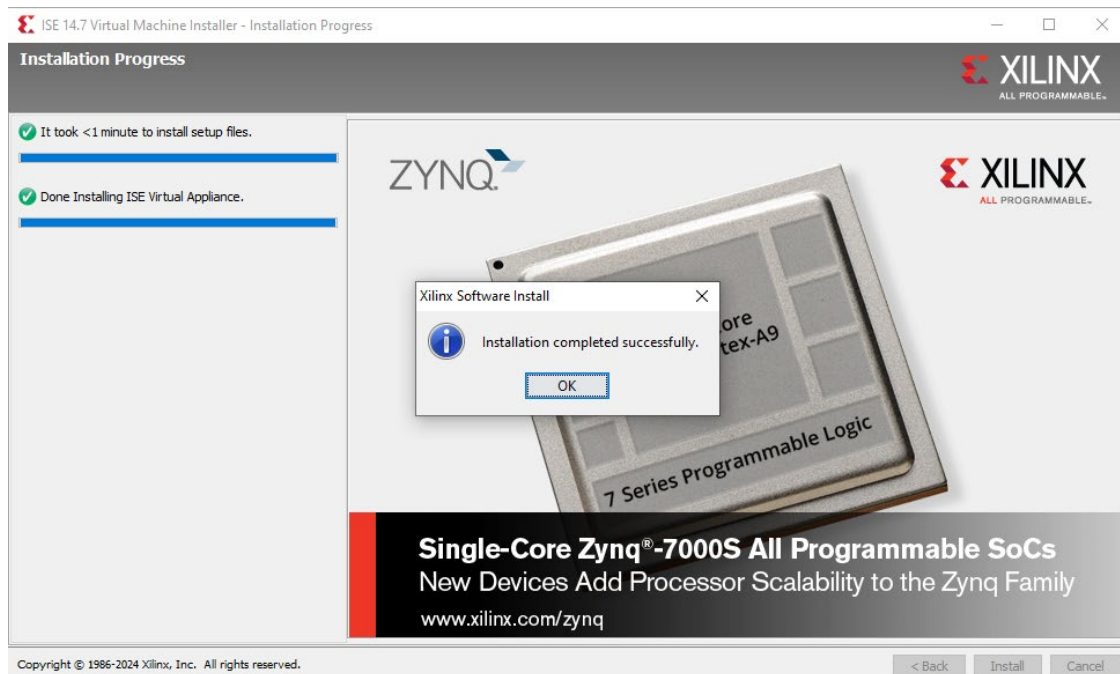 ISE 14.7 Virtual Machine Installer - Installation Progress
Installation Progress
XILINX
ALL PROGRAMMABLE™
It took <1 minute to install setup files.
Done Installing ISE Virtual Appliance.
ZYNQ
XILINX
ALL PROGRAMMABLE™
Xilinx Software Install
Installation completed successfully.
OK
ore
tex-A9
7 Series Programmable Logic
Single-Core Zynq®-7000S All Programmable SoCs
New Devices Add Processor Scalability to the Zynq Family
www.xilinx.com/zynq
Copyright © 1986-2024 Xilinx, Inc. All rights reserved.
< Back Install Cancel